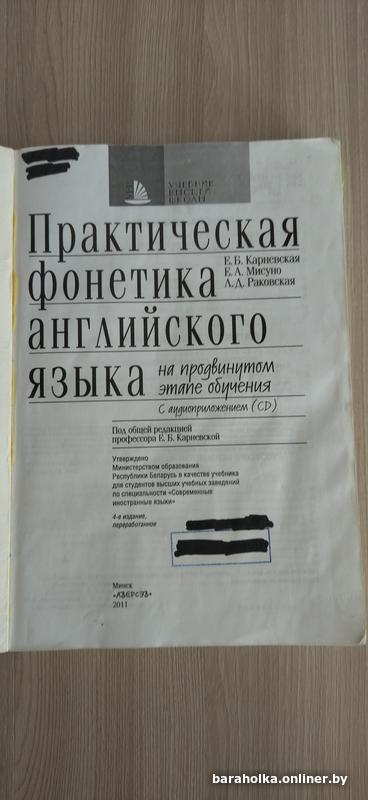 УЧЕБНИК
ВЫСШЕЙ
ШКОЛЫ
Практическая
фонетика
Е. Б. Карневская
Е. А. Мисуно
Л. Д. Раковская
английского
языка
на продвинутом
этапе обучения
С аудиоприложением (CD)
Под общей редакцией
профессора Е. Б. Карневской
Утверждено
Министерством образования
Республики Беларусь в качестве учебника
для студентов высших учебных заведений
по специальности «Современные
иностранные языки»
4-е издание,
переработанное
Минск
«АВЕРСЭВ»
2011
baraholka.onliner.by